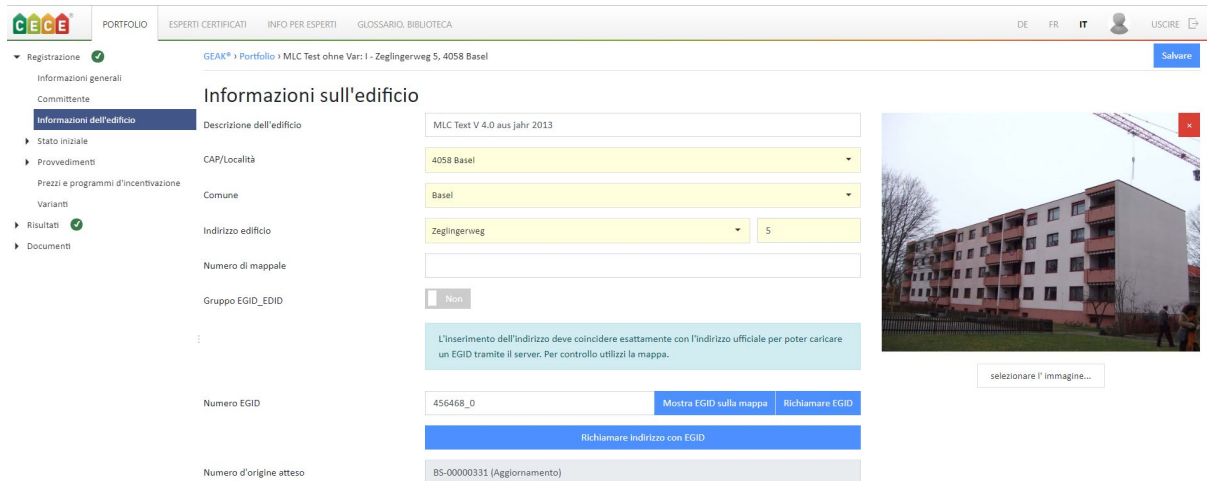 CECE®
PORTFOLIO
ESPERTI CERTIFICATI
INFO PER ESPERTI
GLOSSARIO, BIBLIOTECA
DE
FR
IT
USCIRE
Registrazione
Informazioni generali
Committente
Informazioni dell'edificio
Stato iniziale
Provvedimenti
Prezzi e programmi d'incentivazione
Varianti
Risultati
Documenti
GEAK® › Portfolio › MLC Test ohne Var: I - Zeglingerweg 5, 4058 Basel
Salvare
Informazioni sull'edificio
Descrizione dell'edificio
MLC Text V 4.0 aus jahr 2013
CAP/Località
4058 Basel
Comune
Basel
Indirizzo edificio
Zeglingerweg
5
Numero di mappale
Gruppo EGID_EDID
Non
L'inserimento dell'indirizzo deve coincidere esattamente con l'indirizzo ufficiale per poter caricare
un EGID tramite il server. Per controllo utilizzi la mappa.
Numero EGID
456468_0
Mostra EGID sulla mappa
Richiamare EGID
Richiamare indirizzo con EGID
Numero d'origine atteso
BS-00000331 (Aggiornamento)
×
selezionare l' immagine...